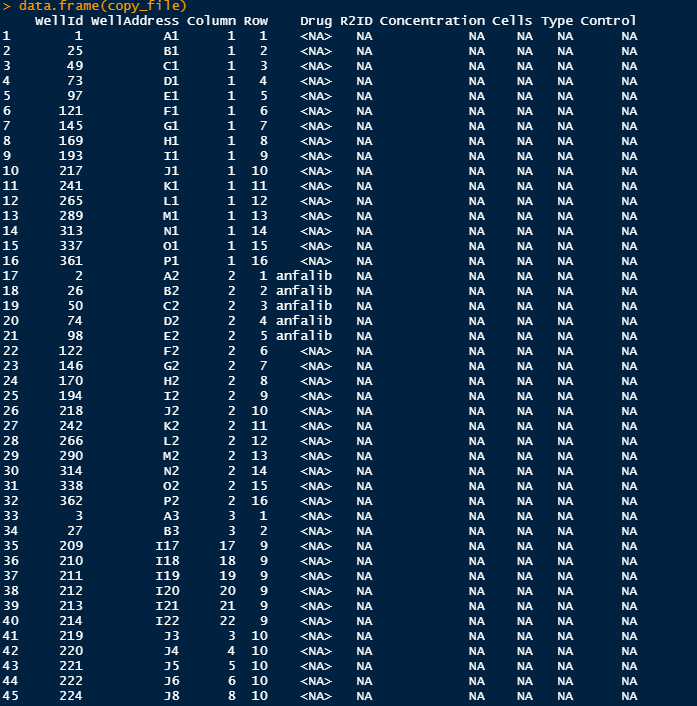 > data.frame(copy_file)
WellId WellAddress Column Row Drug R2ID Concentration Cells Type Control
1 1 A1 1 1 <NA> NA NA NA NA NA
2 25 B1 1 2 <NA> NA NA NA NA NA
3 49 C1 1 3 <NA> NA NA NA NA NA
4 73 D1 1 4 <NA> NA NA NA NA NA
5 97 E1 1 5 <NA> NA NA NA NA NA
6 121 F1 1 6 <NA> NA NA NA NA NA
7 145 G1 1 7 <NA> NA NA NA NA NA
8 169 H1 1 8 <NA> NA NA NA NA NA
9 193 I1 1 9 <NA> NA NA NA NA NA
10 217 J1 1 10 <NA> NA NA NA NA NA
11 241 K1 1 11 <NA> NA NA NA NA NA
12 265 L1 1 12 <NA> NA NA NA NA NA
13 289 M1 1 13 <NA> NA NA NA NA NA
14 313 N1 1 14 <NA> NA NA NA NA NA
15 337 O1 1 15 <NA> NA NA NA NA NA
16 361 P1 1 16 <NA> NA NA NA NA NA
17 2 A2 2 1 anfalib NA NA NA NA NA
18 26 B2 2 2 anfalib NA NA NA NA NA
19 50 C2 2 3 anfalib NA NA NA NA NA
20 74 D2 2 4 anfalib NA NA NA NA NA
21 98 E2 2 5 anfalib NA NA NA NA NA
22 122 F2 2 6 <NA> NA NA NA NA NA
23 146 G2 2 7 <NA> NA NA NA NA NA
24 170 H2 2 8 <NA> NA NA NA NA NA
25 194 I2 2 9 <NA> NA NA NA NA NA
26 218 J2 2 10 <NA> NA NA NA NA NA
27 242 K2 2 11 <NA> NA NA NA NA NA
28 266 L2 2 12 <NA> NA NA NA NA NA
29 290 M2 2 13 <NA> NA NA NA NA NA
30 314 N2 2 14 <NA> NA NA NA NA NA
31 338 O2 2 15 <NA> NA NA NA NA NA
32 362 P2 2 16 <NA> NA NA NA NA NA
33 3 A3 3 1 <NA> NA NA NA NA NA
34 27 B3 3 2 <NA> NA NA NA NA NA
35 209 I17 17 9 <NA> NA NA NA NA NA
36 210 I18 18 9 <NA> NA NA NA NA NA
37 211 I19 19 9 <NA> NA NA NA NA NA
38 212 I20 20 9 <NA> NA NA NA NA NA
39 213 I21 21 9 <NA> NA NA NA NA NA
40 214 I22 22 9 <NA> NA NA NA NA NA
41 219 J3 3 10 <NA> NA NA NA NA NA
42 220 J4 4 10 <NA> NA NA NA NA NA
43 221 J5 5 10 <NA> NA NA NA NA NA
44 222 J6 6 10 <NA> NA NA NA NA NA
45 224 J8 8 10 <NA> NA NA NA NA NA